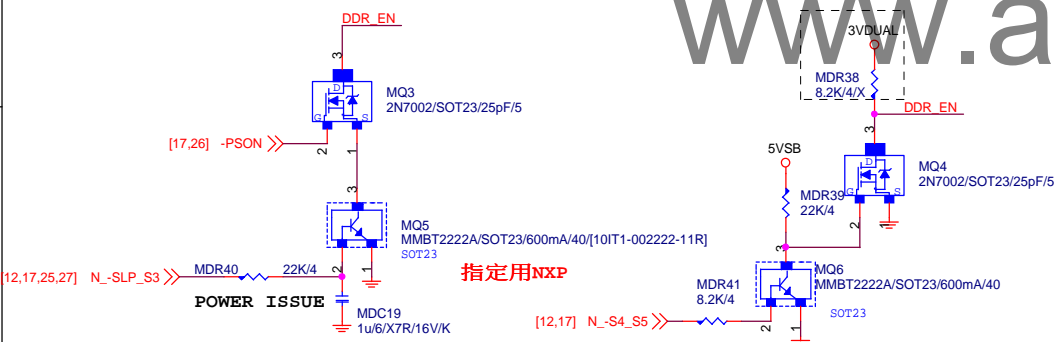 www.a
DDR_EN
3
D
G
S
MQ3
2N7002/SOT23/25pF/5
[17,26] -PSON
2
1
3
MQ5
MMBT2222A/SOT23/600mA/40/[10IT1-002222-11R]
SOT23
指定用NXP
[12,17,25,27] N_-SLP_S3
MDR40
22K/4
2
1
POWER ISSUE
MDC19
1u/6/X7R/16V/K
3VDUAL
MDR38
8.2K/4/X
DDR_EN
3
D
G
S
MQ4
2N7002/SOT23/25pF/5
5VSB
MDR39
22K/4
2
1
3
MQ6
MMBT2222A/SOT23/600mA/40
SOT23
MDR41
8.2K/4
[12,17] N_-S4_S5
2
1